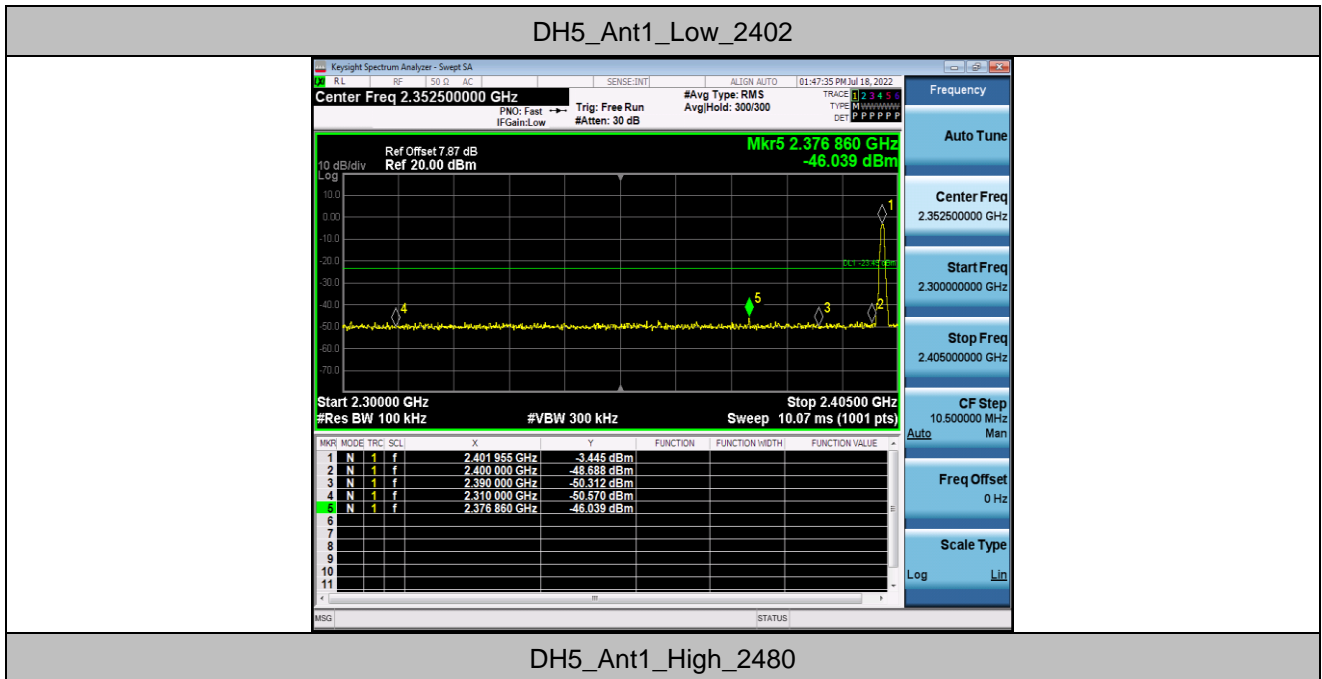 DH5_Ant1_Low_2402
Keysight Spectrum Analyzer - Swept SA
RL RF 50 Ω AC SENSE:INT ALIGN AUTO 01:47:35 PM Jul 18, 2022
Center Freq 2.352500000 GHz
PNO: Fast
IFGain:Low
Trig: Free Run
#Atten: 30 dB
#Avg Type: RMS
Avg|Hold: 300/300
TRACE 1 2 3 4 5 6
TYPE M W W W W W
DET P P P P P P
Ref Offset 7.87 dB
10 dB/div Ref 20.00 dBm
Log
Mkr5 2.376 860 GHz
-46.039 dBm
10.0
0.00
-10.0
-20.0
-30.0
-40.0
-50.0
-60.0
-70.0
1
4
5
3
2
Start 2.30000 GHz Stop 2.40500 GHz
#Res BW 100 kHz #VBW 300 kHz Sweep 10.07 ms (1001 pts)
MKR MODE TRC SCL X Y FUNCTION FUNCTION WIDTH FUNCTION VALUE
1 N 1 f 2.401 955 GHz -3.445 dBm
2 N 1 f 2.400 000 GHz -48.688 dBm
3 N 1 f 2.390 000 GHz -50.312 dBm
4 N 1 f 2.310 000 GHz -50.570 dBm
5 N 1 f 2.376 860 GHz -46.039 dBm
6
7
8
9
10
11
MSG STATUS
Frequency
Auto Tune
Center Freq
2.352500000 GHz
Start Freq
2.300000000 GHz
Stop Freq
2.405000000 GHz
CF Step
10.500000 MHz
Auto Man
Freq Offset
0 Hz
Scale Type
Log Lin
DH5_Ant1_High_2480